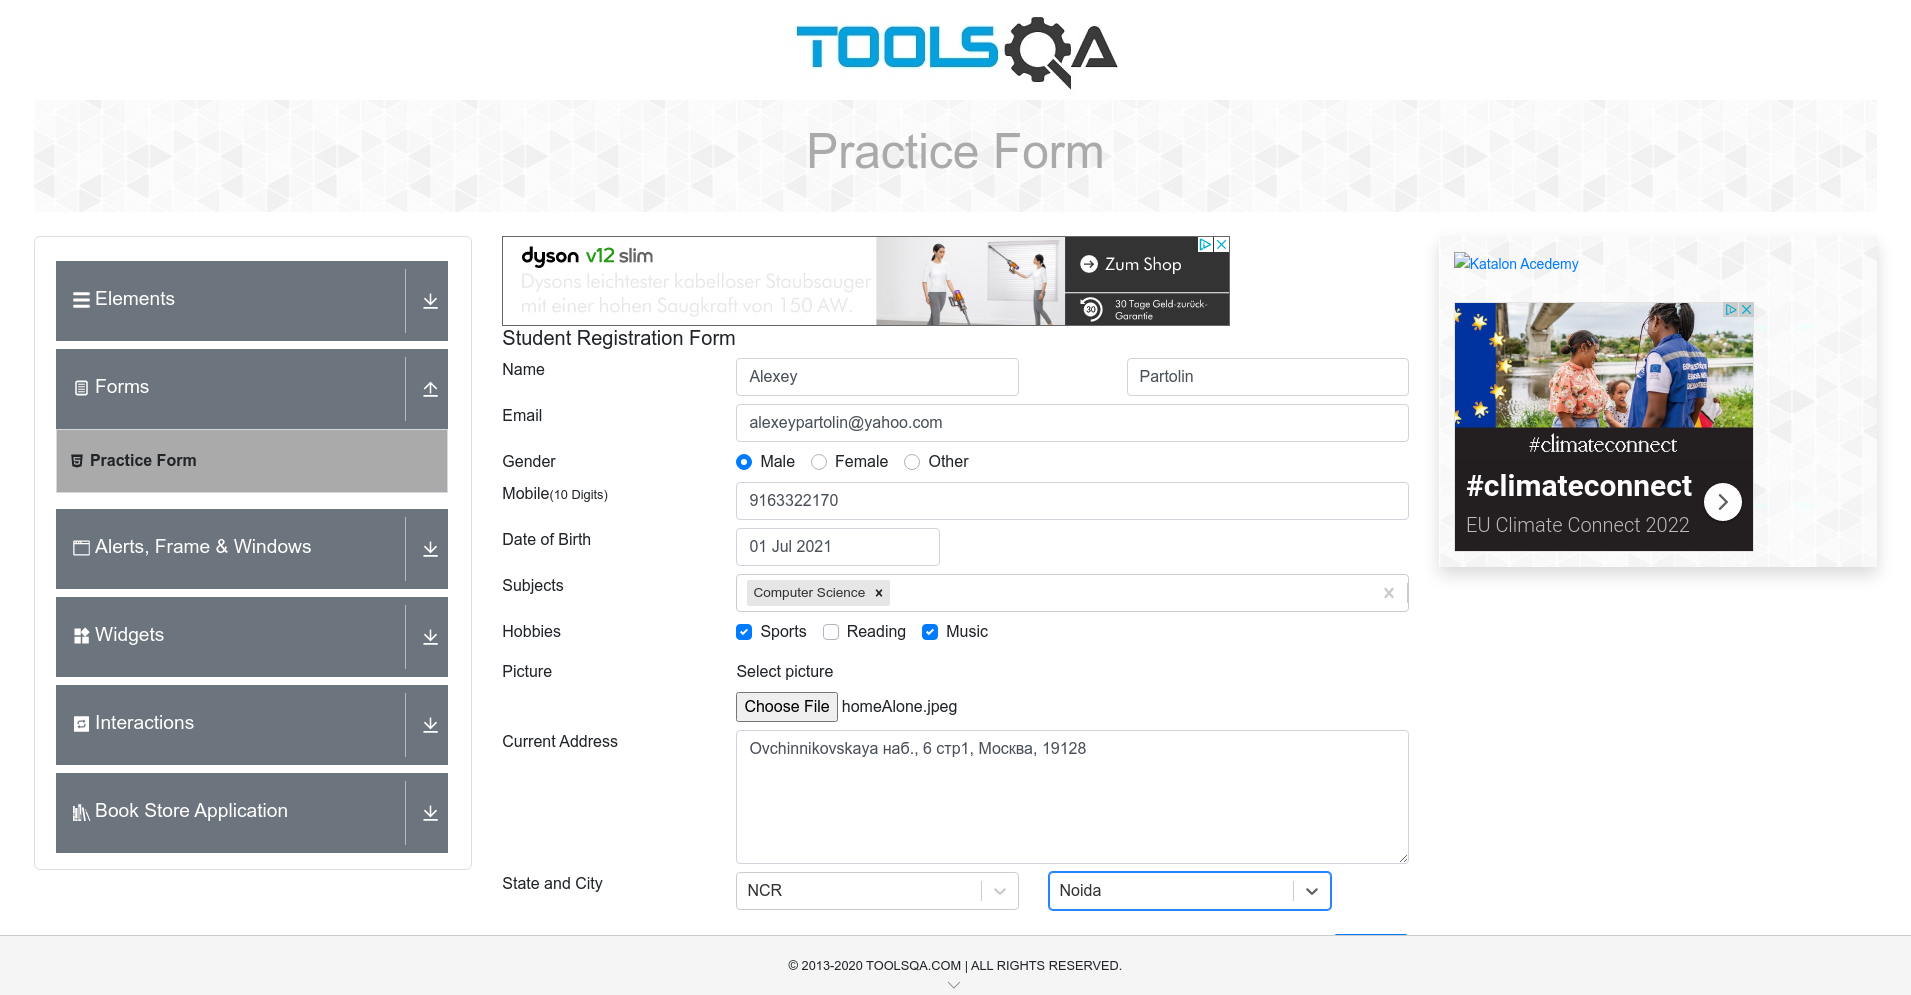 TOOLSQA
Practice Form
Elements
Forms
Practice Form
Alerts, Frame & Windows
Widgets
Interactions
Book Store Application
dyson v12 slim
Dysons leichtester kabelloser Staubsauger
mit einer hohen Saugkraft von 150 AW.
Zum Shop
30
30 Tage Geld-zurück-
Garantie
Student Registration Form
Name
Alexey
Partolin
Email
alexeypartolin@yahoo.com
Gender
Male
Female
Other
Mobile(10 Digits)
9163322170
Date of Birth
01 Jul 2021
Subjects
Computer Science
Hobbies
Sports
Reading
Music
Picture
Select picture
Choose File homeAlone.jpeg
Current Address
Ovchinnikovskaya наб., 6 стр1, Москва, 19128
State and City
NCR
Noida
Katalon Acedemy
#climateconnect
#climateconnect
EU Climate Connect 2022
© 2013-2020 TOOLSQA.COM | ALL RIGHTS RESERVED.